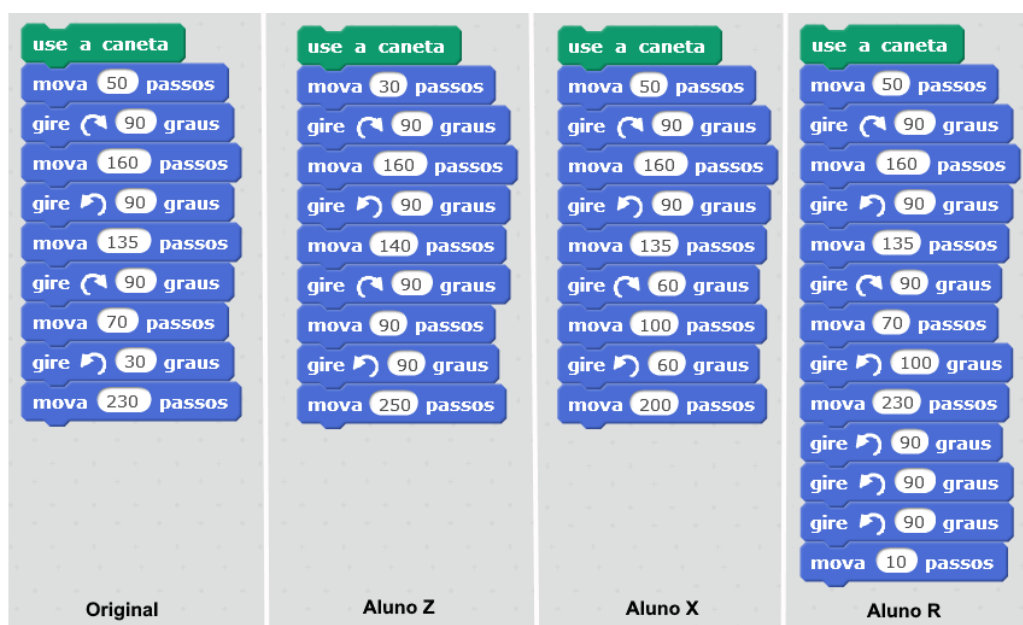 use a caneta
mova 50 passos
gire 90 graus
mova 160 passos
gire 90 graus
mova 135 passos
gire 90 graus
mova 70 passos
gire 30 graus
mova 230 passos
Original
use a caneta
mova 30 passos
gire 90 graus
mova 160 passos
gire 90 graus
mova 140 passos
gire 90 graus
mova 90 passos
gire 90 graus
mova 250 passos
Aluno Z
use a caneta
mova 50 passos
gire 90 graus
mova 160 passos
gire 90 graus
mova 135 passos
gire 60 graus
mova 100 passos
gire 60 graus
mova 200 passos
Aluno X
use a caneta
mova 50 passos
gire 90 graus
mova 160 passos
gire 90 graus
mova 135 passos
gire 90 graus
mova 70 passos
gire 100 graus
mova 230 passos
gire 90 graus
gire 90 graus
gire 90 graus
mova 10 passos
Aluno R